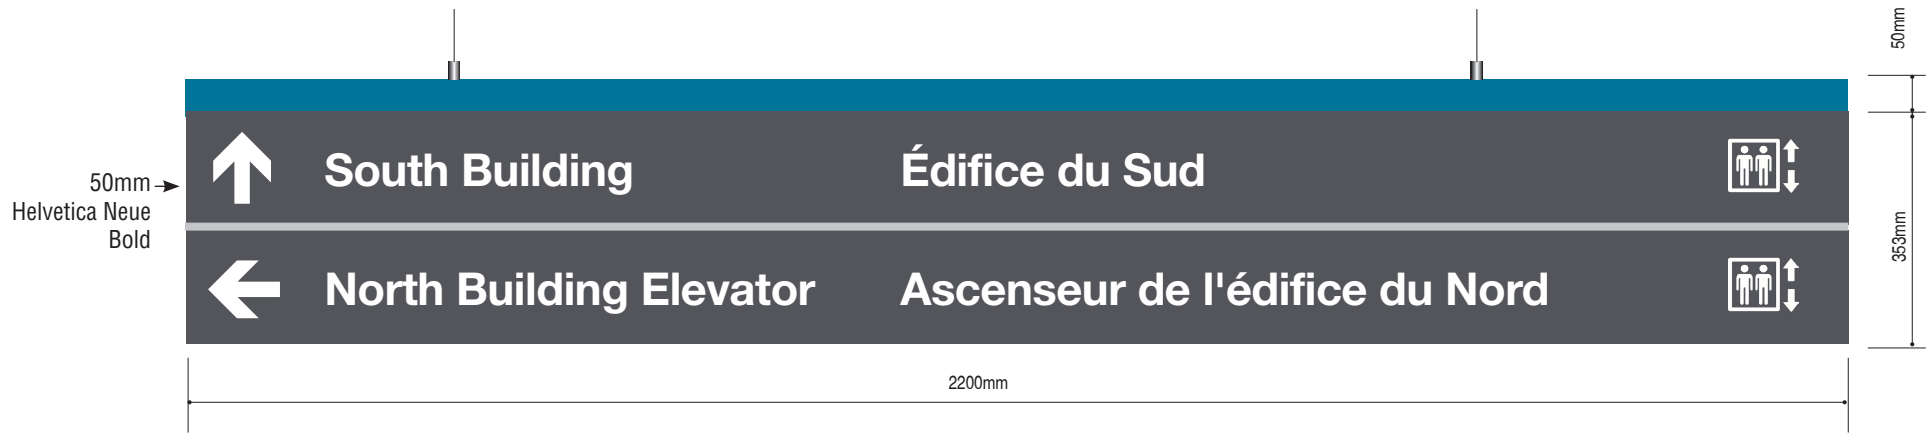 50mm
South Building Édifice du Sud
50mm
Helvetica Neue
Bold
353mm
North Building Elevator Ascenseur de l'édifice du Nord
2200mm